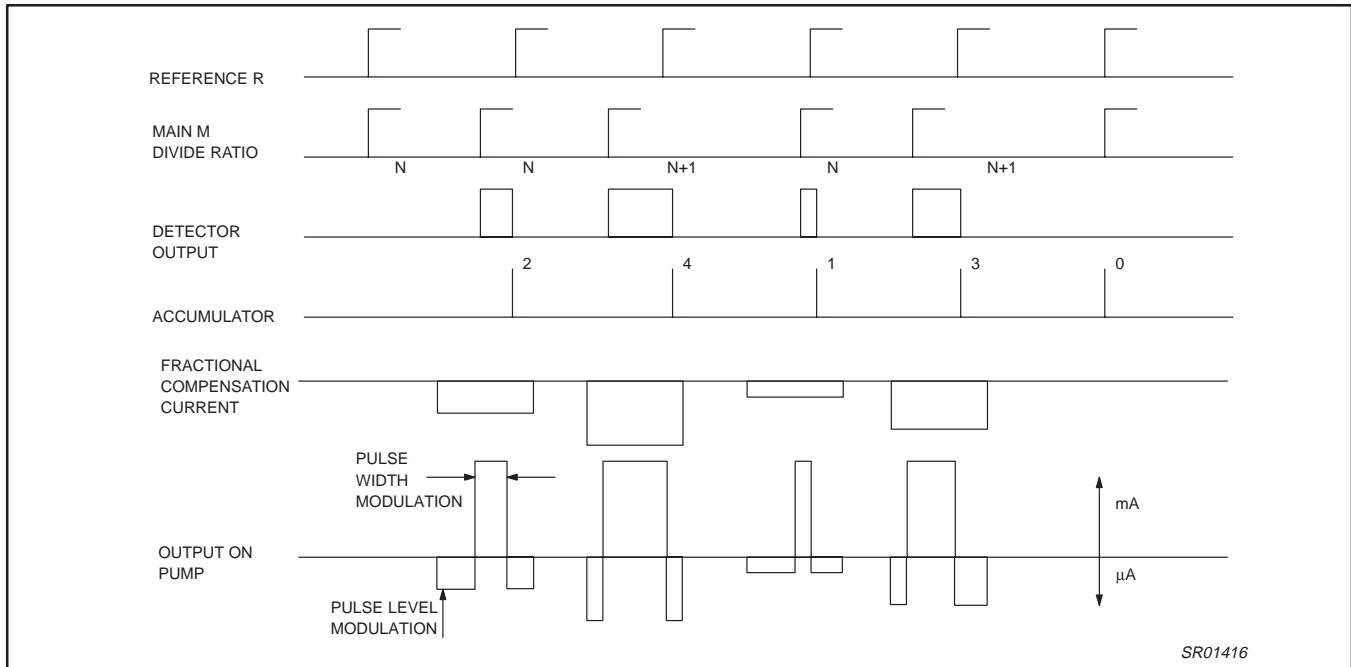 REFERENCE R
MAIN M
DIVIDE RATIO
N
N
N+1
N
N+1
DETECTOR
OUTPUT
2
4
1
3
0
ACCUMULATOR
FRACTIONAL
COMPENSATION
CURRENT
PULSE
WIDTH
MODULATION
mA
OUTPUT ON
PUMP
µA
PULSE LEVEL
MODULATION
SR01416